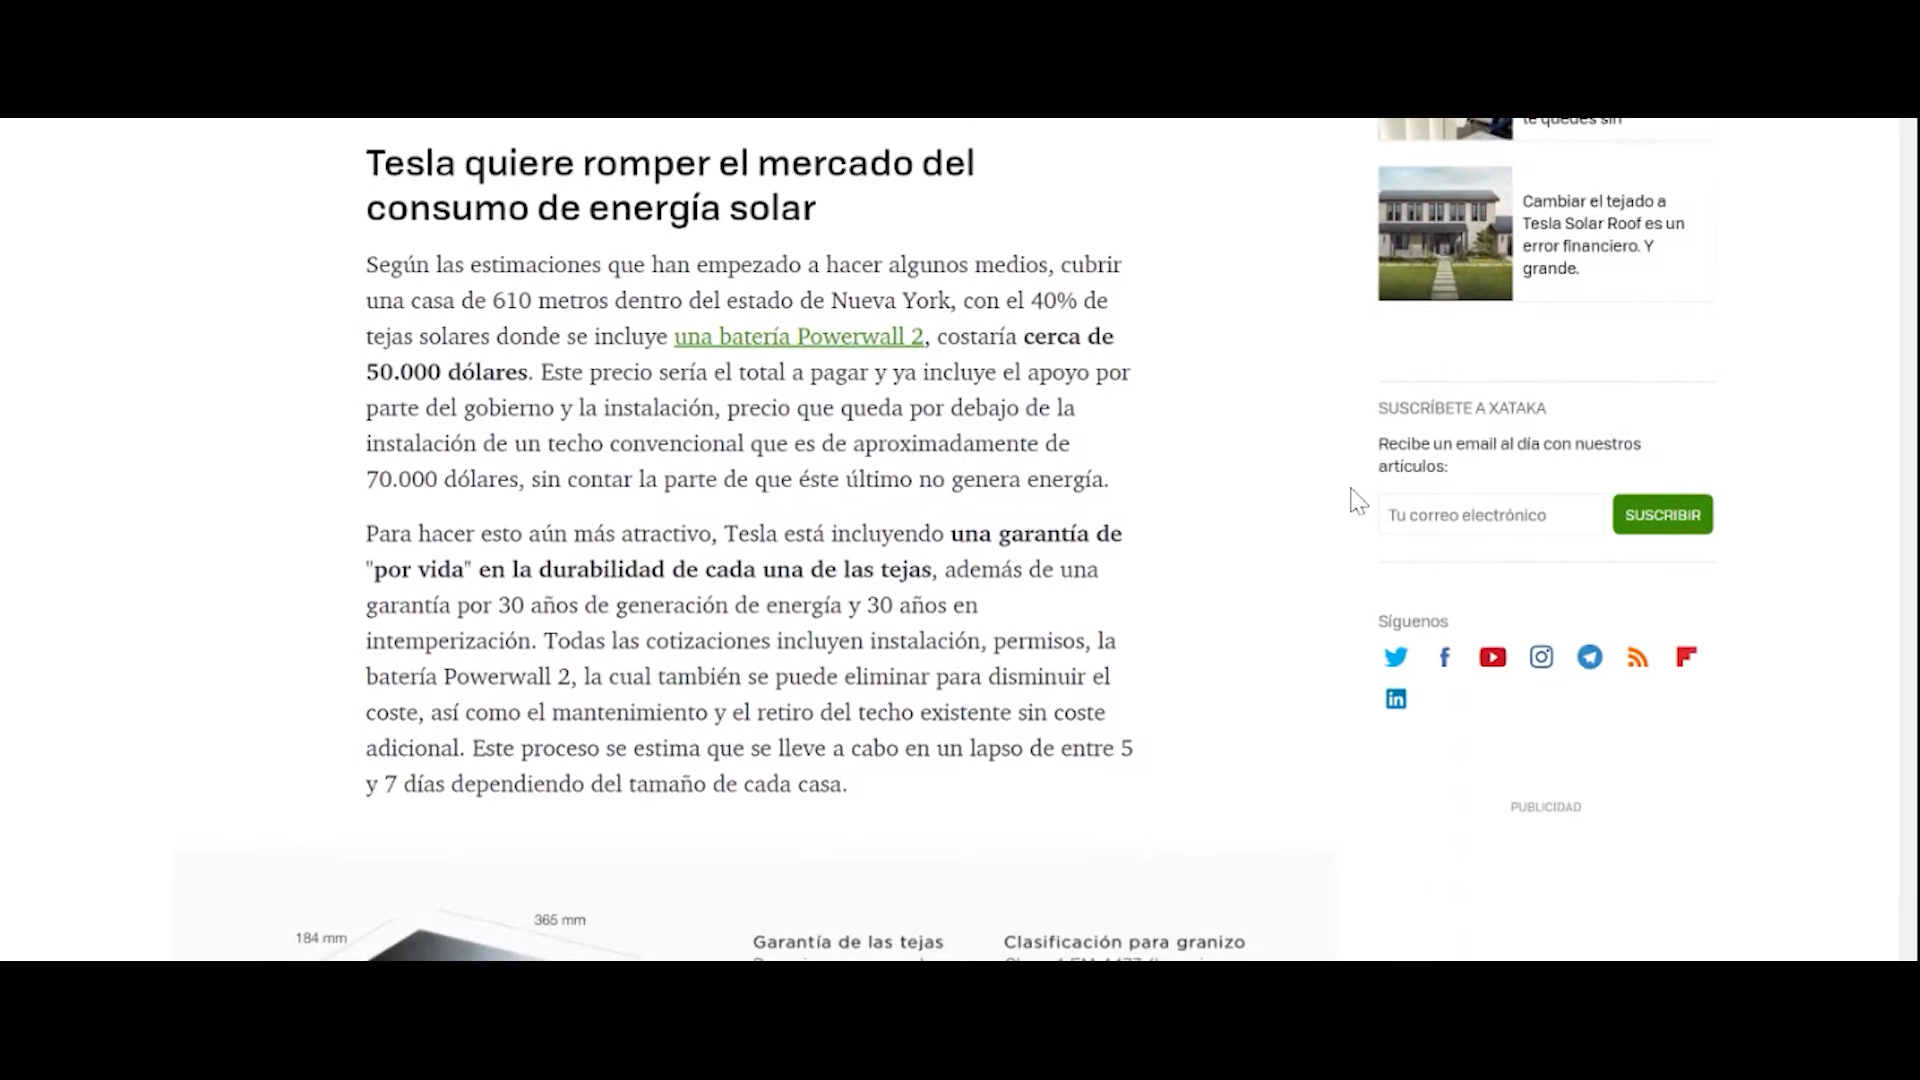 Tesla quiere romper el mercado del
consumo de energía solar
Según las estimaciones que han empezado a hacer algunos medios, cubrir
una casa de 610 metros dentro del estado de Nueva York, con el 40% de
tejas solares donde se incluye una batería Powerwall 2, costaría cerca de
50.000 dólares. Este precio sería el total a pagar y ya incluye el apoyo por
parte del gobierno y la instalación, precio que queda por debajo de la
instalación de un techo convencional que es de aproximadamente de
70.000 dólares, sin contar la parte de que éste último no genera energía.
Para hacer esto aún más atractivo, Tesla está incluyendo una garantía de
"por vida" en la durabilidad de cada una de las tejas, además de una
garantía por 30 años de generación de energía y 30 años en
intemperización. Todas las cotizaciones incluyen instalación, permisos, la
batería Powerwall 2, la cual también se puede eliminar para disminuir el
coste, así como el mantenimiento y el retiro del techo existente sin coste
adicional. Este proceso se estima que se lleve a cabo en un lapso de entre 5
y 7 días dependiendo del tamaño de cada casa.
184 mm
365 mm
Garantía de las tejas
Clasificación para granizo
te quedes sin
Cambiar el tejado a
Tesla Solar Roof es un
error financiero. Y
grande.
SUSCRÍBETE A XATAKA
Recibe un email al día con nuestros
artículos:
Tu correo electrónico
SUSCRIBIR
Síguenos
PUBLICIDAD